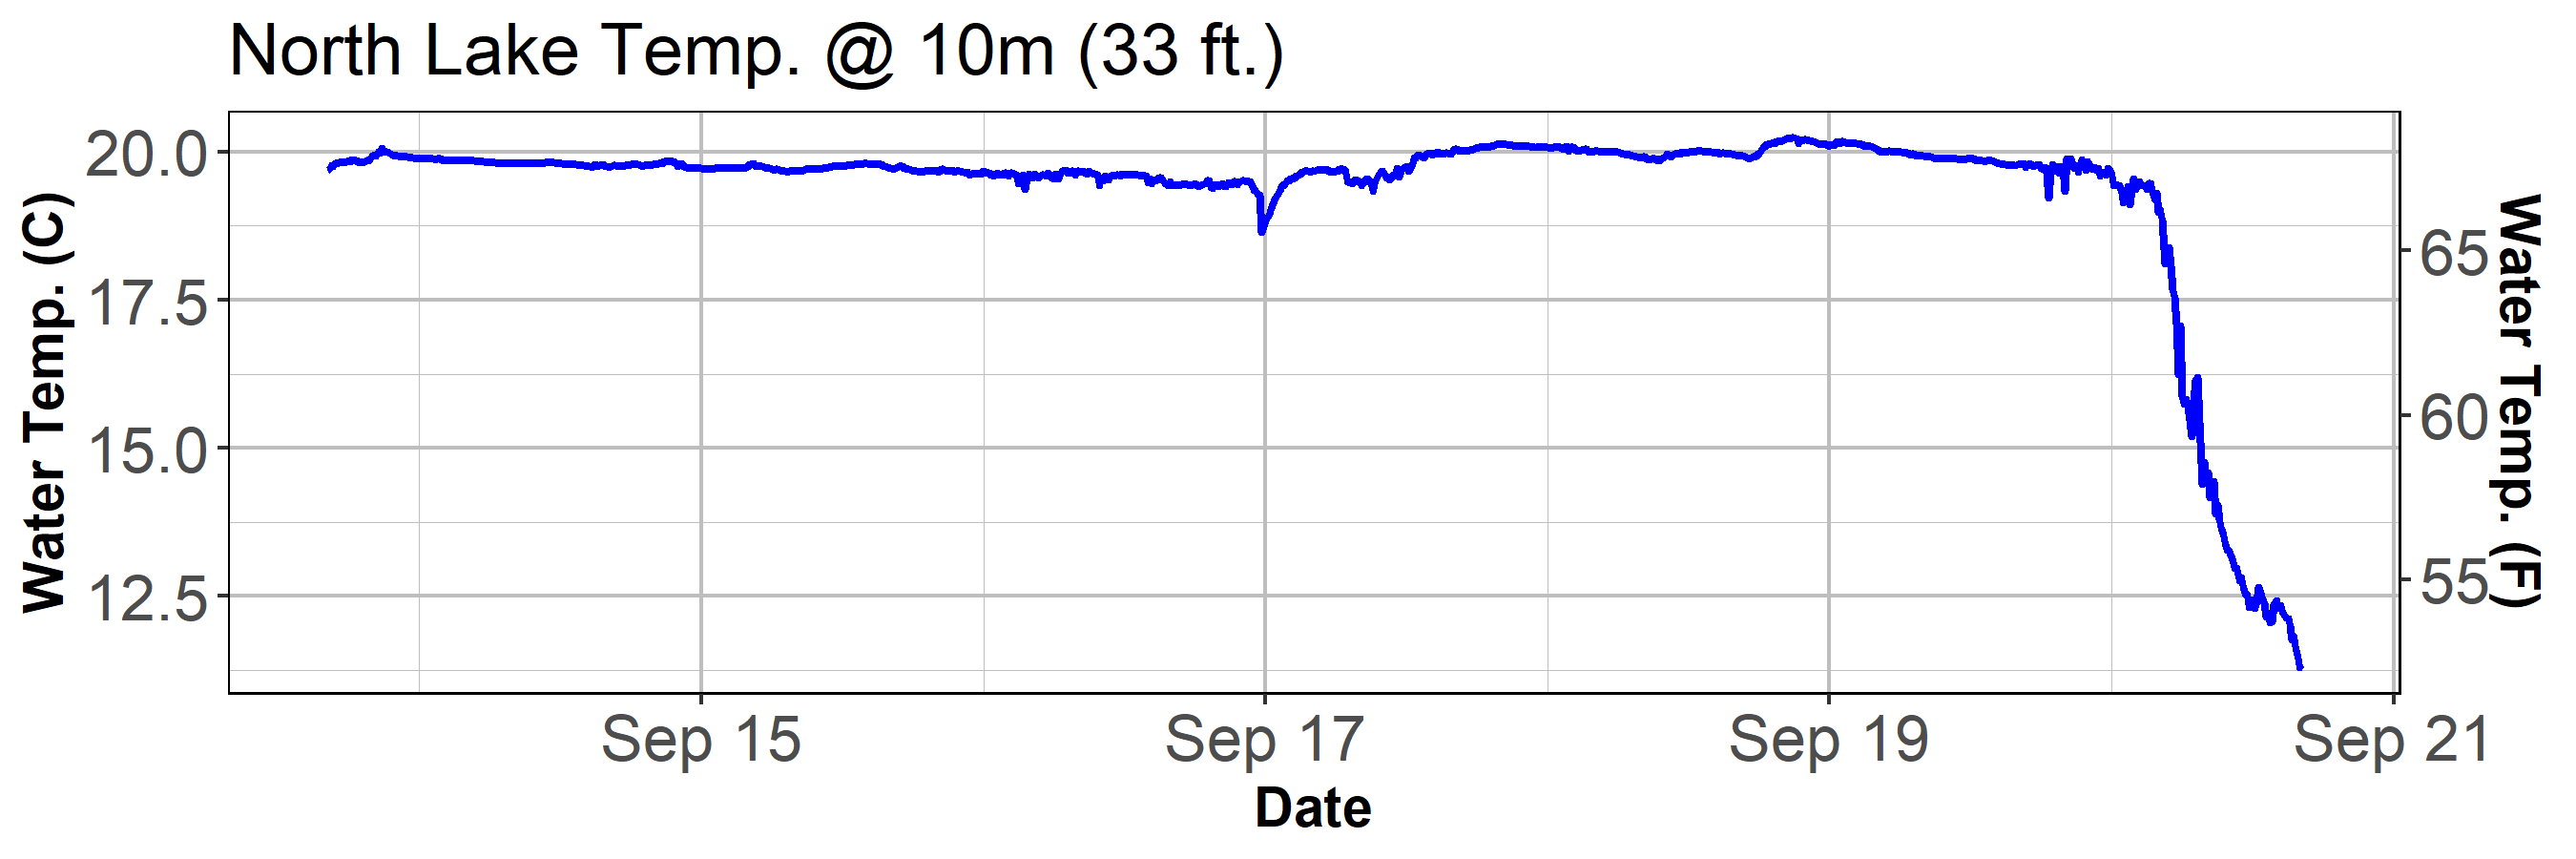 North Lake Temp. @ 10m (33 ft.)
Water Temp. (C)
20.0
17.5
15.0
12.5
65
60
55
Water Temp. (F)
Sep 15 Sep 17 Sep 19 Sep 21
Date